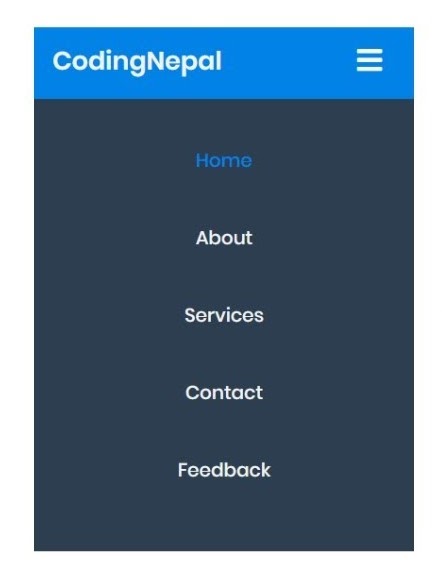 CodingNepal
Home
About
Services
Contact
Feedback